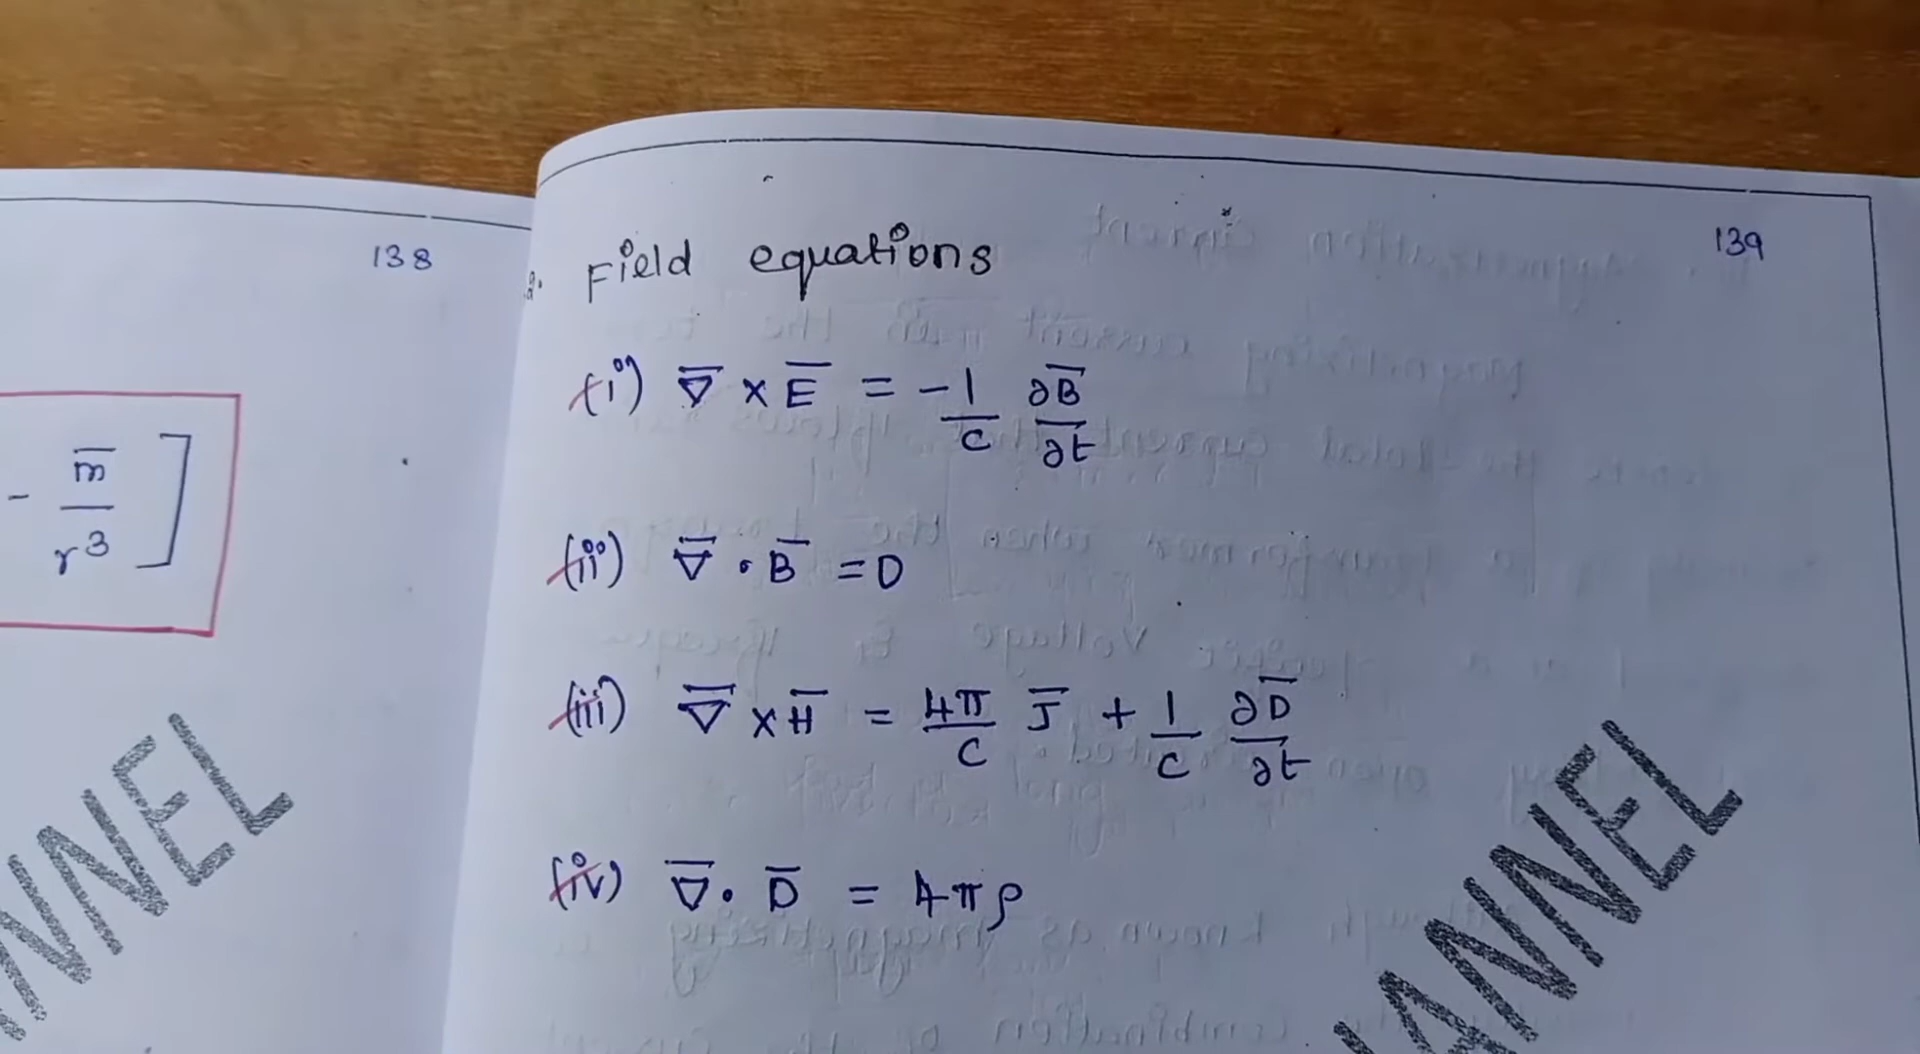 138
- m̅/r³ ]
NNEL
139
2. Field equations
(i) ∇̅ × E̅ = -1/c ∂B̅/∂t
(ii) ∇̅ · B̅ = 0
(iii) ∇̅ × H̅ = 4π/c J̅ + 1/c ∂D̅/∂t
(iv) ∇̅ · D̅ = 4πρ
ANNEL